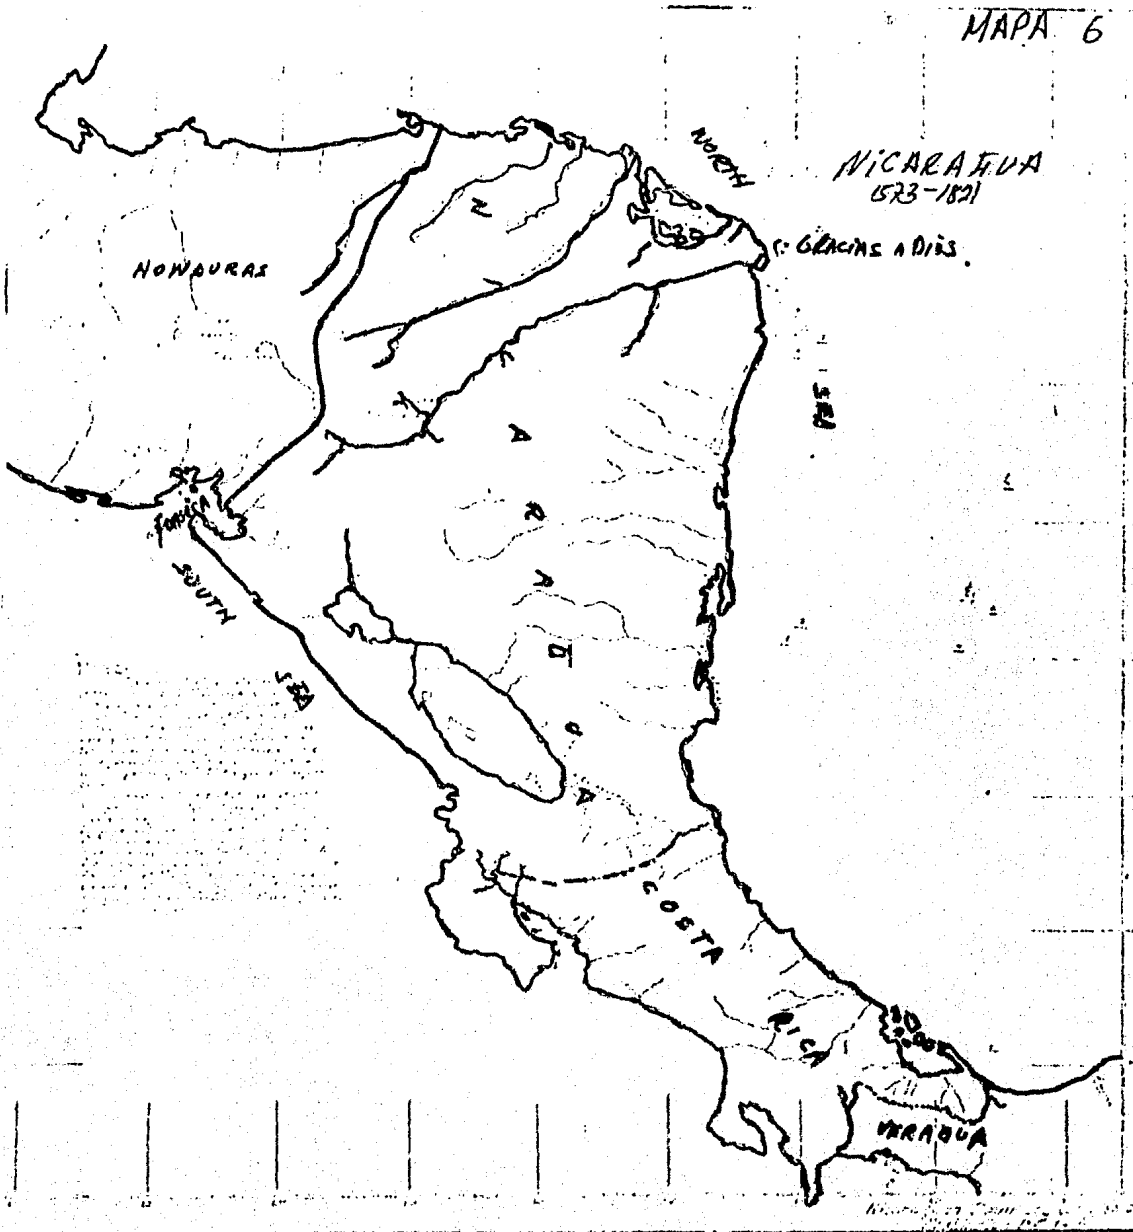 MAPA 6
NORTH
NICARAGUA
1573-1821
C. GRACIAS A DIOS.
HONDURAS
SEA
FONSECA
SOUTH
SEA
N I C A R A G U A
COSTA
RICA
VERAGUA